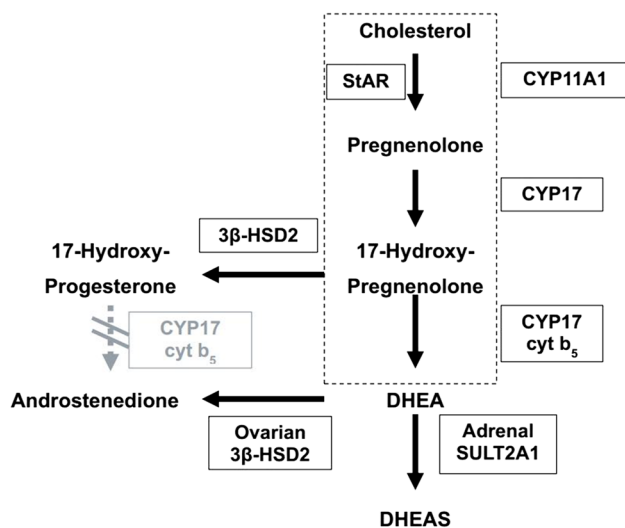 Cholesterol
StAR
CYP11A1
Pregnenolone
CYP17
3β-HSD2
17-Hydroxy-
Progesterone
17-Hydroxy-
Pregnenolone
CYP17
cyt b₅
CYP17
cyt b₅
Androstenedione
DHEA
Ovarian
3β-HSD2
Adrenal
SULT2A1
DHEAS